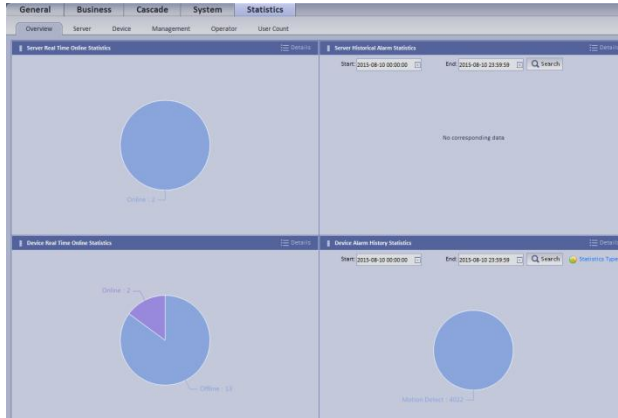 General Business Cascade System Statistics
Overview Server Device Management Operator User Count
Server Real Time Online Statistics Details
Online : 2
Server Historical Alarm Statistics Details
Start: 2015-08-10 00:00:00 End: 2015-08-10 23:59:59 Search
No corresponding data
Device Real Time Online Statistics Details
Online : 2
Offline :
Device Alarm History Statistics Details
Start: 2015-08-10 00:00:00 End: 2015-08-10 23:59:59 Search Statistics Type
Motion Detect : 4022